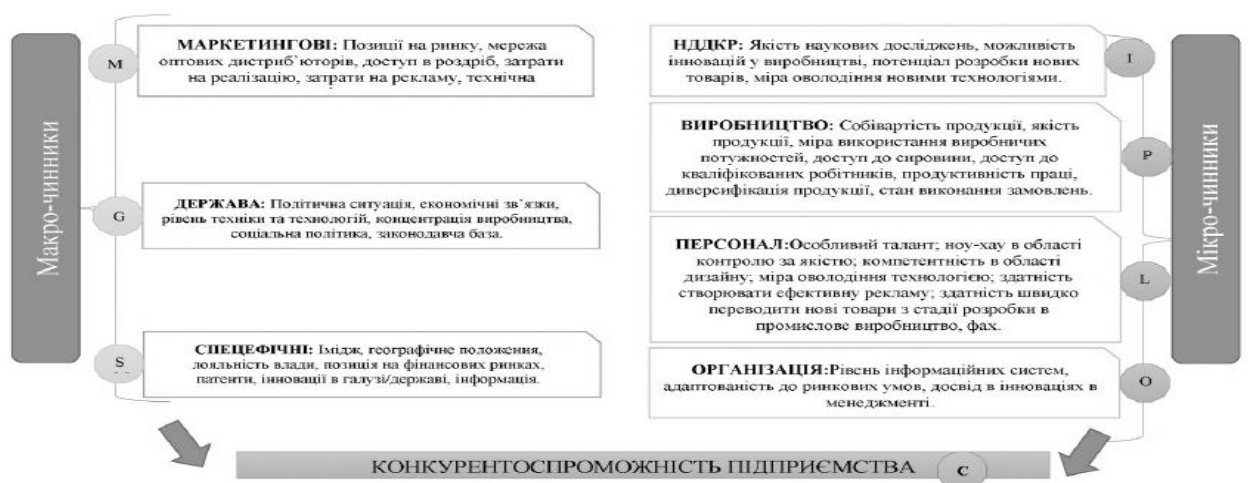 Макро-чинники
М
МАРКЕТИНГОВІ: Позиції на ринку, мережа
оптових дистриб'юторів, доступ в роздріб, затрати
на реалізацію, затрати на рекламу, технічна
G
ДЕРЖАВА: Політична ситуація, економічні зв'язки,
рівень техніки та технологій, концентрація виробництва,
соціальна політика, законодавча база.
S
СПЕЦЕФІЧНІ: Імідж, географічне положення,
лояльність влади, позиція на фінансових ринках,
патенти, інновації в галузі/державі, інформація.
НДДКР: Якість наукових досліджень, можливість
інновацій у виробництві, потенціал розробки нових
товарів, міра оволодіння новими технологіями.
I
ВИРОБНИЦТВО: Собівартість продукції, якість
продукції, міра використання виробничих
потужностей, доступ до сировини, доступ до
кваліфікованих робітників, продуктивність праці,
диверсифікація продукції, стан виконання замовлень.
P
ПЕРСОНАЛ:Особливий талант; ноу-хау в області
контролю за якістю; компетентність в області
дизайну; міра оволодіння технологією; здатність
створювати ефективну рекламу; здатність швидко
переводити нові товари з стадії розробки в
промислове виробництво, фах.
L
ОРГАНІЗАЦІЯ:Рівень інформаційних систем,
адаптованість до ринкових умов, досвід в інноваціях в
менеджменті.
O
Мікро-чинники
КОНКУРЕНТОСПРОМОЖНІСТЬ ПІДПРИЄМСТВА C